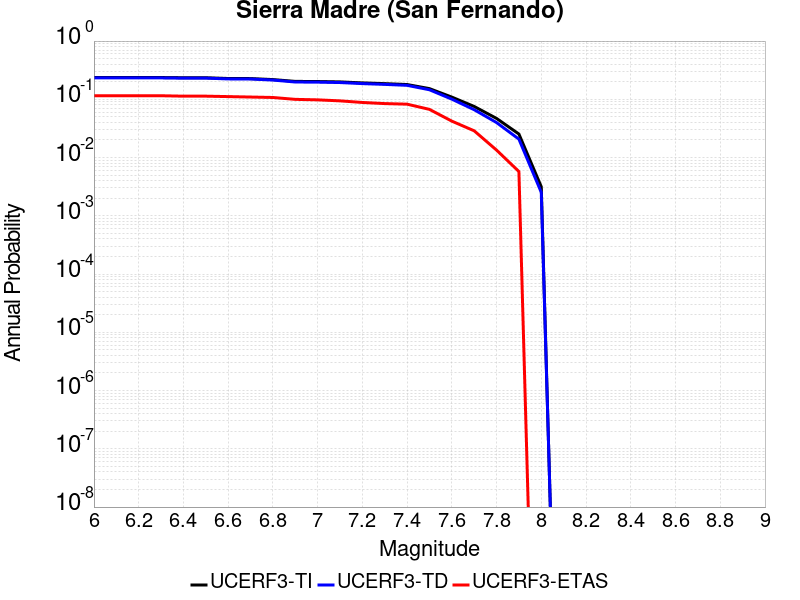 Sierra Madre (San Fernando)
10^0
10^-1
10^-2
10^-3
10^-4
10^-5
10^-6
10^-7
10^-8
Annual Probability
6 6.2 6.4 6.6 6.8 7 7.2 7.4 7.6 7.8 8 8.2 8.4 8.6 8.8 9
Magnitude
UCERF3-TI UCERF3-TD UCERF3-ETAS